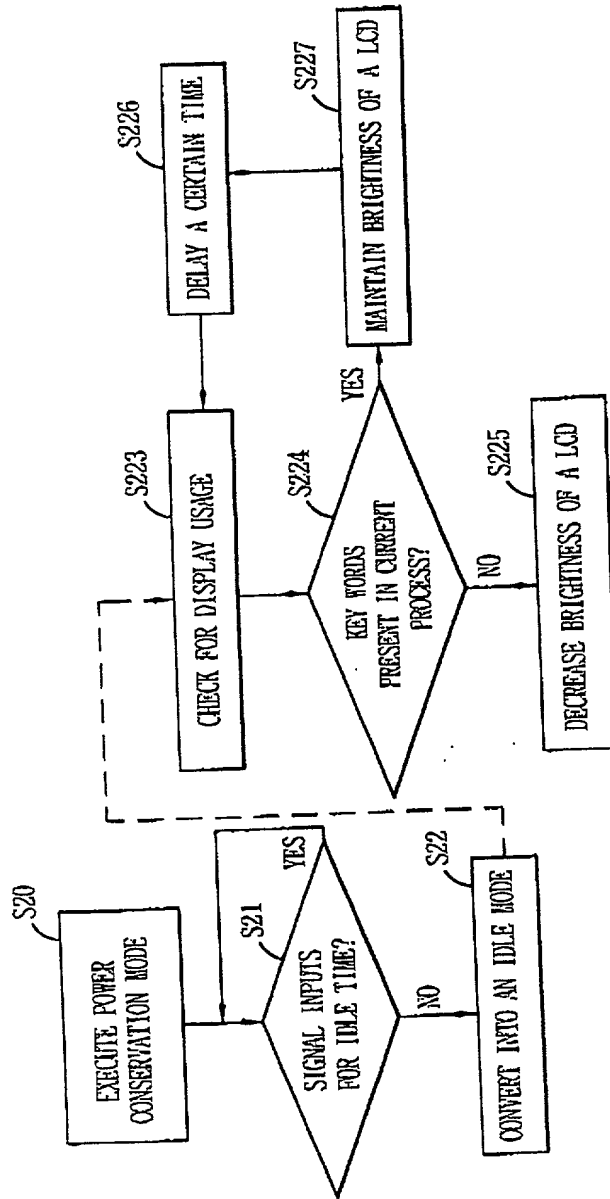 S20
EXECUTE POWER
CONSERVATION MODE
S21
SIGNAL INPUTS
FOR IDLE TIME?
YES
NO
S22
CONVERT INTO AN IDLE MODE
S223
CHECK FOR DISPLAY USAGE
S224
KEY WORDS
PRESENT IN CURRENT
PROCESS?
YES
NO
S225
DECREASE BRIGHTNESS OF A LCD
S226
DELAY A CERTAIN TIME
S227
MAINTAIN BRIGHTNESS OF A LCD